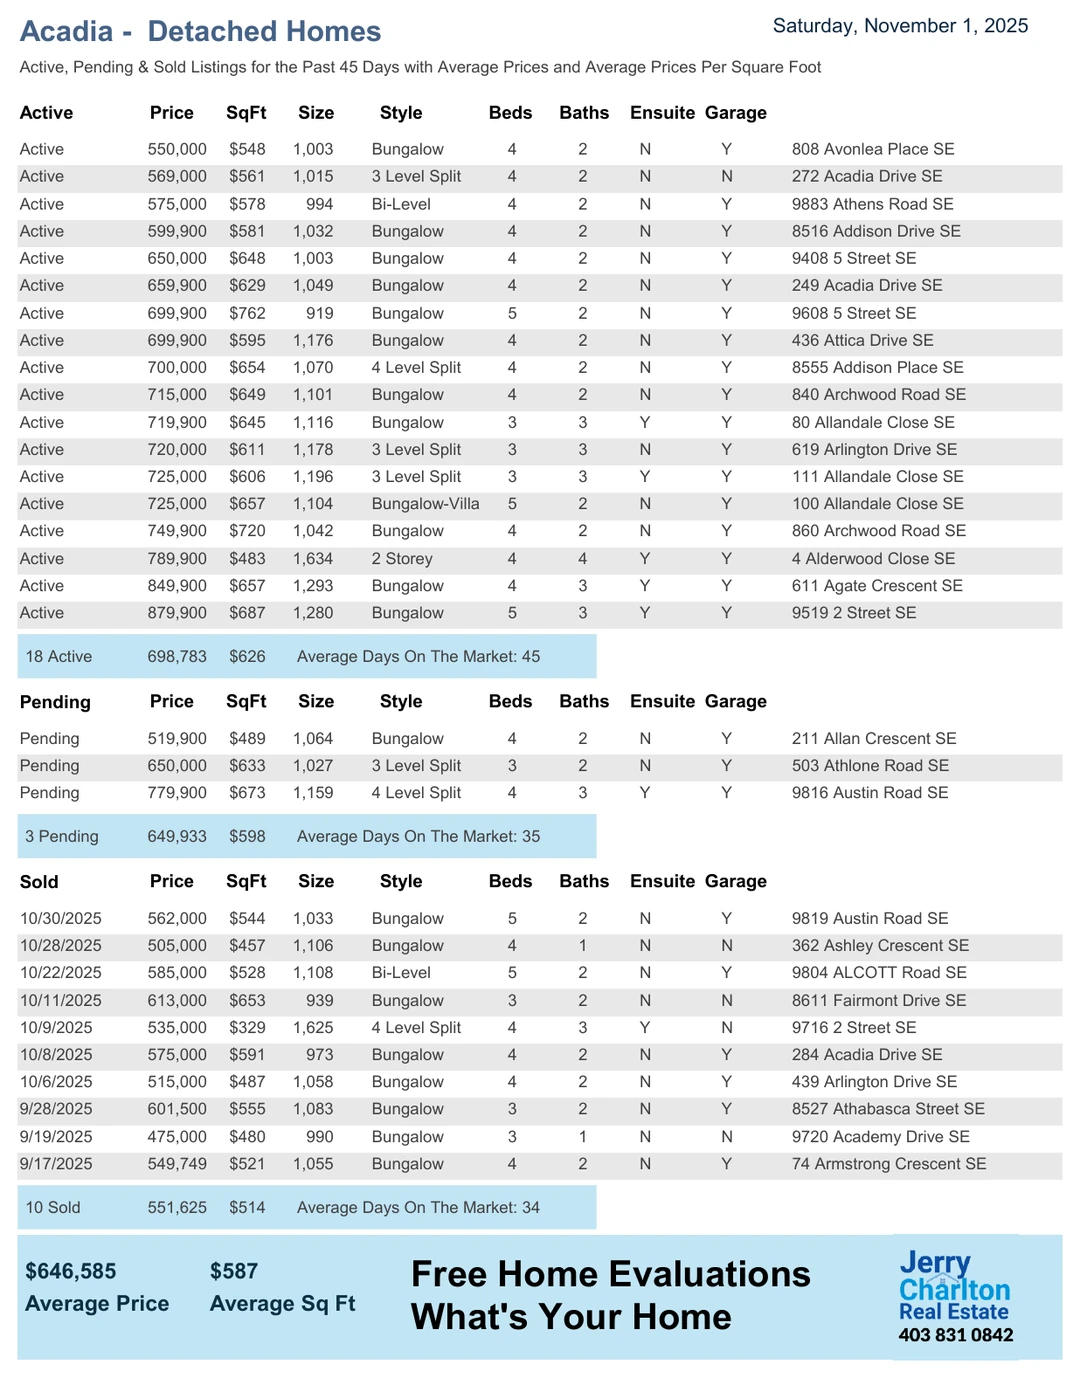 Acadia - Detached Homes
Saturday, November 1, 2025
Active, Pending & Sold Listings for the Past 45 Days with Average Prices and Average Prices Per Square Foot
Active Price SqFt Size Style Beds Baths Ensuite Garage
Active 550,000 $548 1,003 Bungalow 4 2 N Y 808 Avonlea Place SE
Active 569,000 $561 1,015 3 Level Split 4 2 N N 272 Acadia Drive SE
Active 575,000 $578 994 Bi-Level 4 2 N Y 9883 Athens Road SE
Active 599,900 $581 1,032 Bungalow 4 2 N Y 8516 Addison Drive SE
Active 650,000 $648 1,003 Bungalow 4 2 N Y 9408 5 Street SE
Active 659,900 $629 1,049 Bungalow 4 2 N Y 249 Acadia Drive SE
Active 699,900 $762 919 Bungalow 5 2 N Y 9608 5 Street SE
Active 699,900 $595 1,176 Bungalow 4 2 N Y 436 Attica Drive SE
Active 700,000 $654 1,070 4 Level Split 4 2 N Y 8555 Addison Place SE
Active 715,000 $649 1,101 Bungalow 4 2 N Y 840 Archwood Road SE
Active 719,900 $645 1,116 Bungalow 3 3 Y Y 80 Allandale Close SE
Active 720,000 $611 1,178 3 Level Split 3 3 N Y 619 Arlington Drive SE
Active 725,000 $606 1,196 3 Level Split 3 3 Y Y 111 Allandale Close SE
Active 725,000 $657 1,104 Bungalow-Villa 5 2 N Y 100 Allandale Close SE
Active 749,900 $720 1,042 Bungalow 4 2 N Y 860 Archwood Road SE
Active 789,900 $483 1,634 2 Storey 4 4 Y Y 4 Alderwood Close SE
Active 849,900 $657 1,293 Bungalow 4 3 Y Y 611 Agate Crescent SE
Active 879,900 $687 1,280 Bungalow 5 3 Y Y 9519 2 Street SE
18 Active 698,783 $626 Average Days On The Market: 45
Pending Price SqFt Size Style Beds Baths Ensuite Garage
Pending 519,900 $489 1,064 Bungalow 4 2 N Y 211 Allan Crescent SE
Pending 650,000 $633 1,027 3 Level Split 3 2 N Y 503 Athlone Road SE
Pending 779,900 $673 1,159 4 Level Split 4 3 Y Y 9816 Austin Road SE
3 Pending 649,933 $598 Average Days On The Market: 35
Sold Price SqFt Size Style Beds Baths Ensuite Garage
10/30/2025 562,000 $544 1,033 Bungalow 5 2 N Y 9819 Austin Road SE
10/28/2025 505,000 $457 1,106 Bungalow 4 1 N N 362 Ashley Crescent SE
10/22/2025 585,000 $528 1,108 Bi-Level 5 2 N Y 9804 ALCOTT Road SE
10/11/2025 613,000 $653 939 Bungalow 3 2 N N 8611 Fairmont Drive SE
10/9/2025 535,000 $329 1,625 4 Level Split 4 3 Y N 9716 2 Street SE
10/8/2025 575,000 $591 973 Bungalow 4 2 N Y 284 Acadia Drive SE
10/6/2025 515,000 $487 1,058 Bungalow 4 2 N Y 439 Arlington Drive SE
9/28/2025 601,500 $555 1,083 Bungalow 3 2 N Y 8527 Athabasca Street SE
9/19/2025 475,000 $480 990 Bungalow 3 1 N N 9720 Academy Drive SE
9/17/2025 549,749 $521 1,055 Bungalow 4 2 N Y 74 Armstrong Crescent SE
10 Sold 551,625 $514 Average Days On The Market: 34
$646,585 $587
Average Price Average Sq Ft
Free Home Evaluations
What's Your Home
Jerry
Charlton
Real Estate
403 831 0842